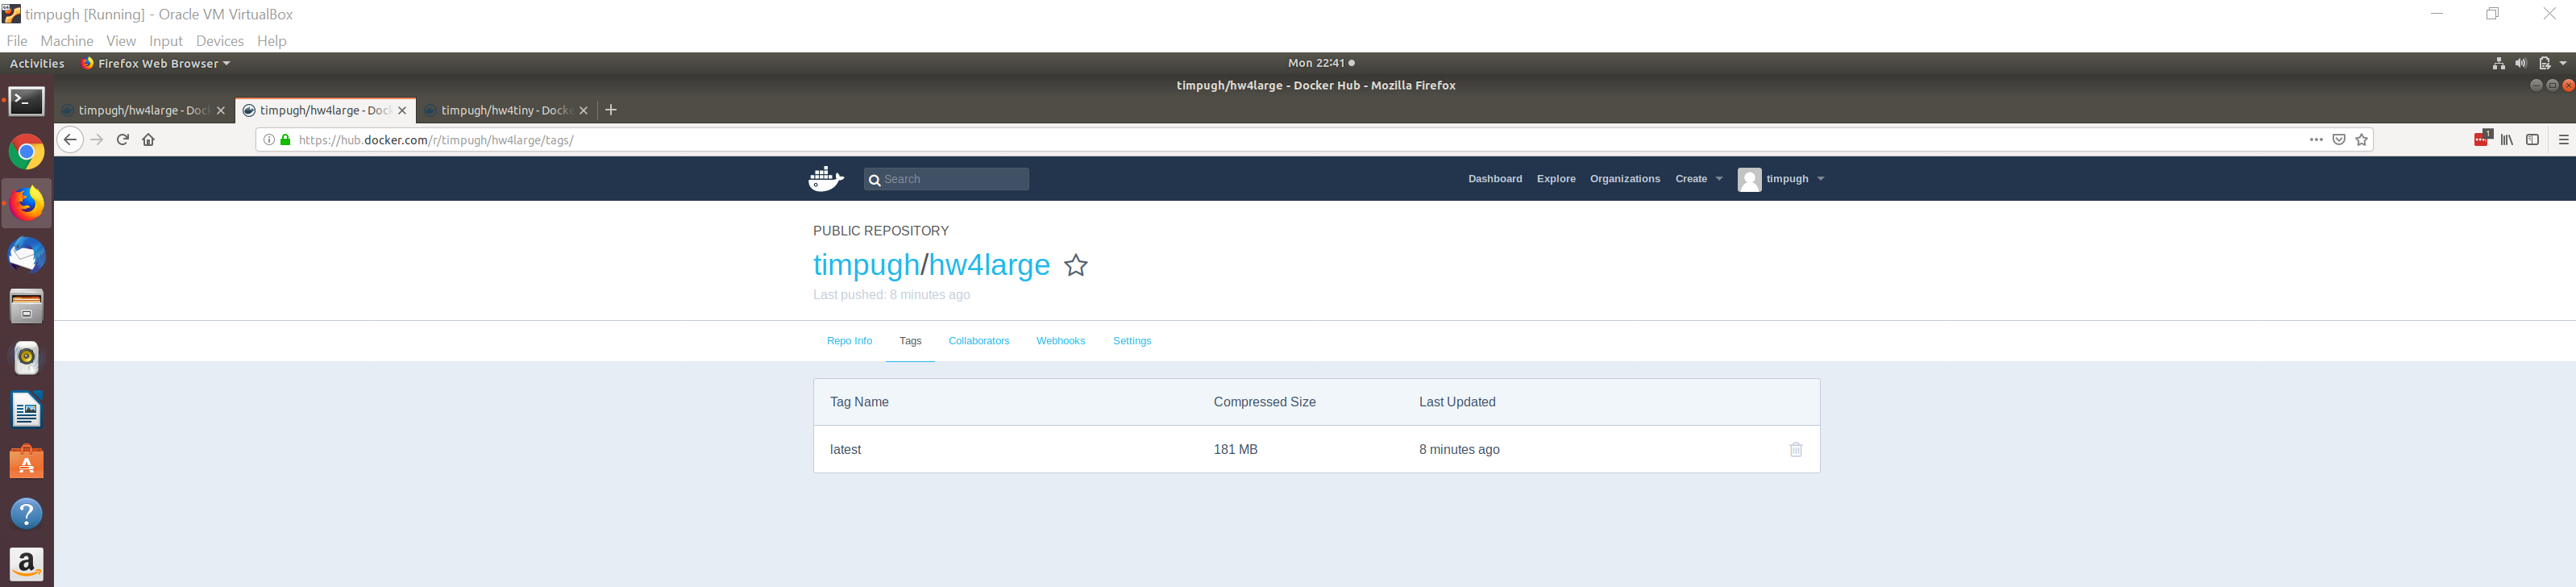 timpugh [Running] - Oracle VM VirtualBox
File Machine View Input Devices Help
Activities Firefox Web Browser Mon 22:41
timpugh/hw4large - Docker Hub - Mozilla Firefox
timpugh/hw4large - Doc timpugh/hw4large - Doc timpugh/hw4tiny - Docke
https://hub.docker.com/r/timpugh/hw4large/tags/ 1
Search Dashboard Explore Organizations Create timpugh
PUBLIC REPOSITORY
timpugh/hw4large
Last pushed: 8 minutes ago
Repo Info Tags Collaborators Webhooks Settings
Tag Name Compressed Size Last Updated
latest 181 MB 8 minutes ago